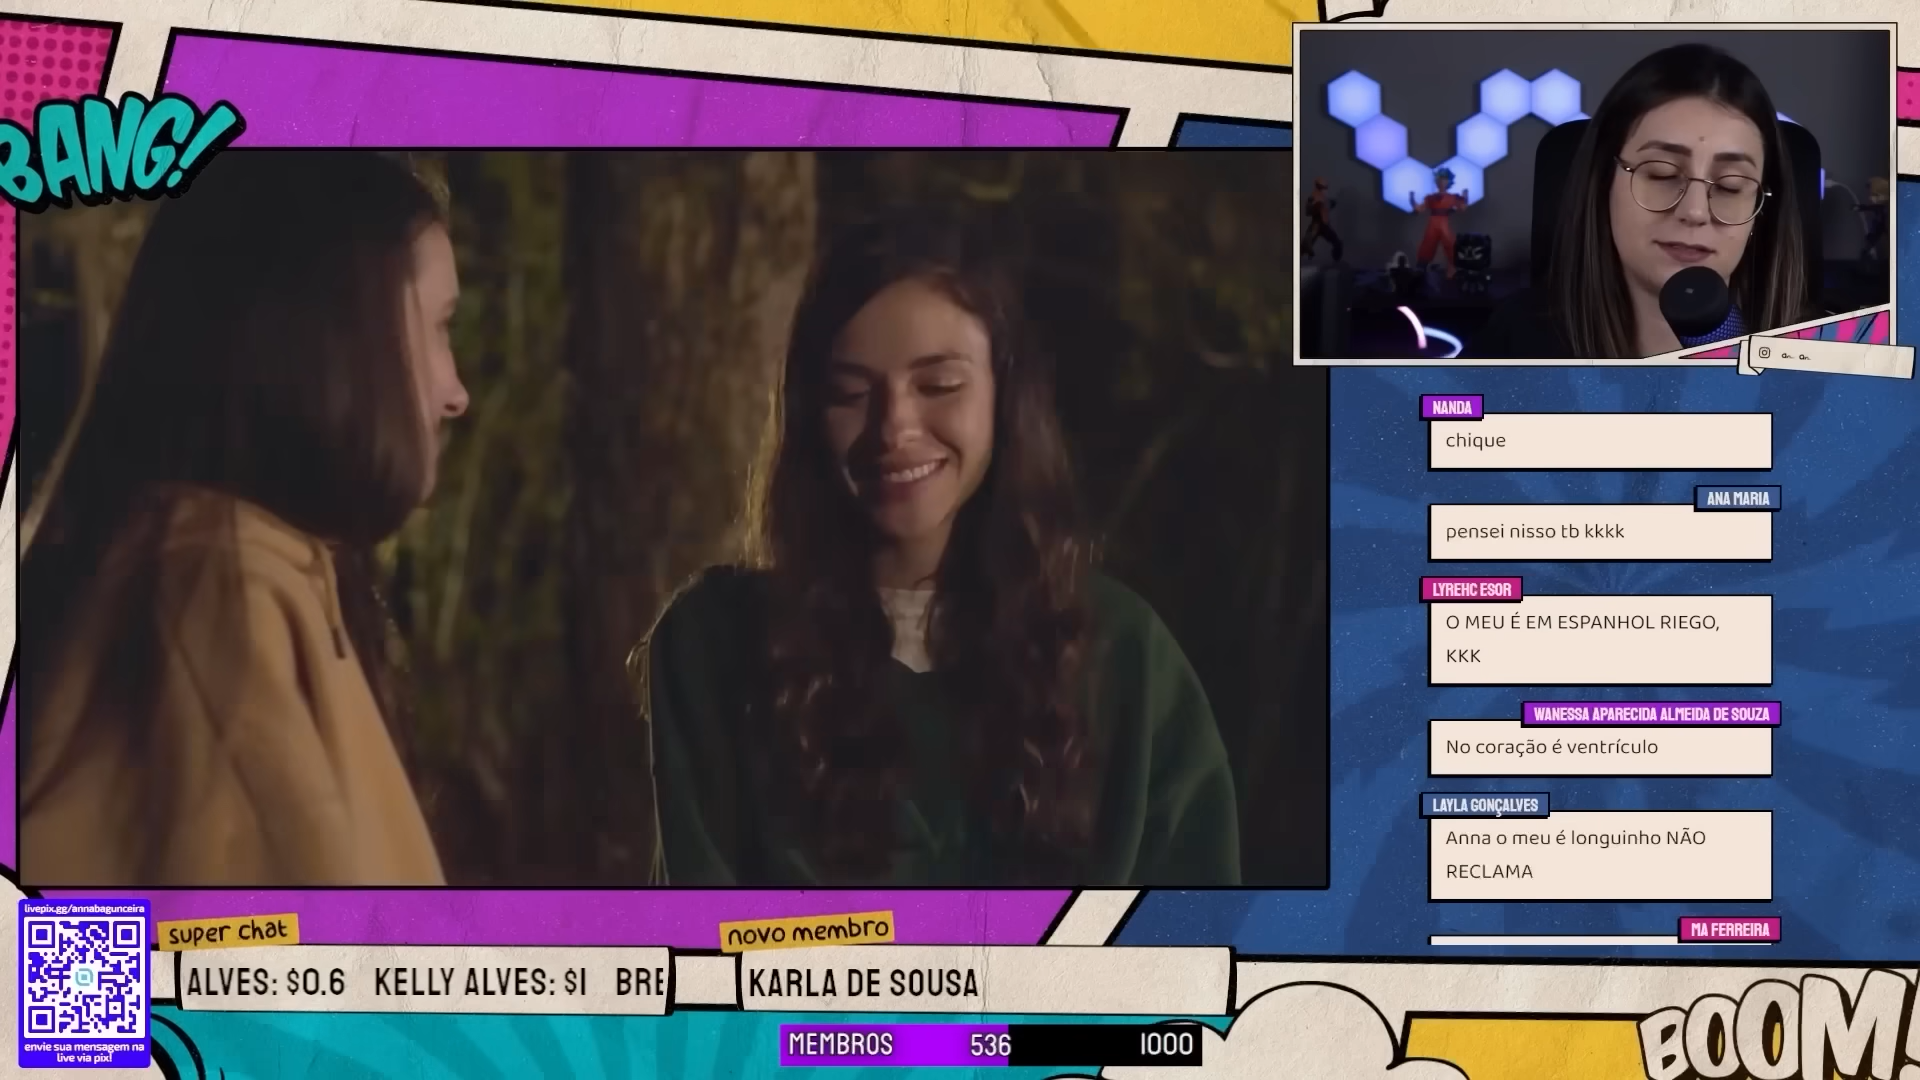 BANG!
NANDA
chique
ANA MARIA
pensei nisso tb kkkk
LYREHC ESOR
O MEU É EM ESPANHOL RIEGO,
KKK
WANESSA APARECIDA ALMEIDA DE SOUZA
No coração é ventrículo
LAYLA GONÇALVES
Anna o meu é longuinho NÃO
RECLAMA
MA FERREIRA
livepix.gg/annabagunceira
envie sua mensagem na
live via pix!
super chat
ALVES: $0.6 KELLY ALVES: $1 BRE
novo membro
KARLA DE SOUSA
MEMBROS 536 1000
BOOM!